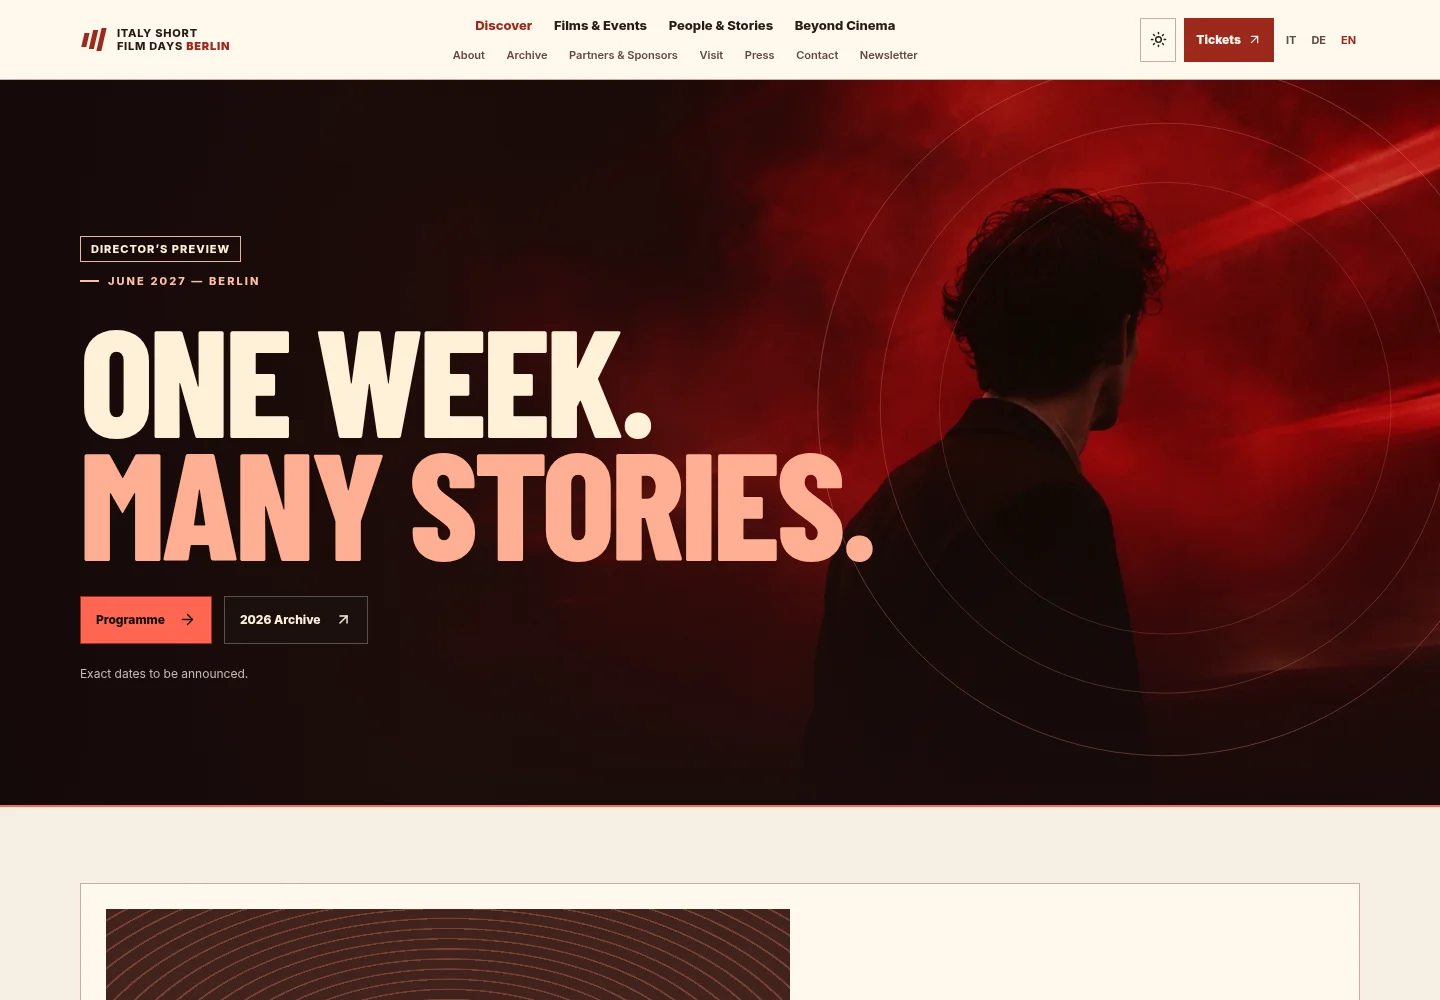 ITALY SHORT
FILM DAYS BERLIN
Discover Films & Events People & Stories Beyond Cinema
About Archive Partners & Sponsors Visit Press Contact Newsletter
Tickets
IT DE EN
DIRECTOR'S PREVIEW
JUNE 2027 — BERLIN
ONE WEEK.
MANY STORIES.
Programme
2026 Archive
Exact dates to be announced.